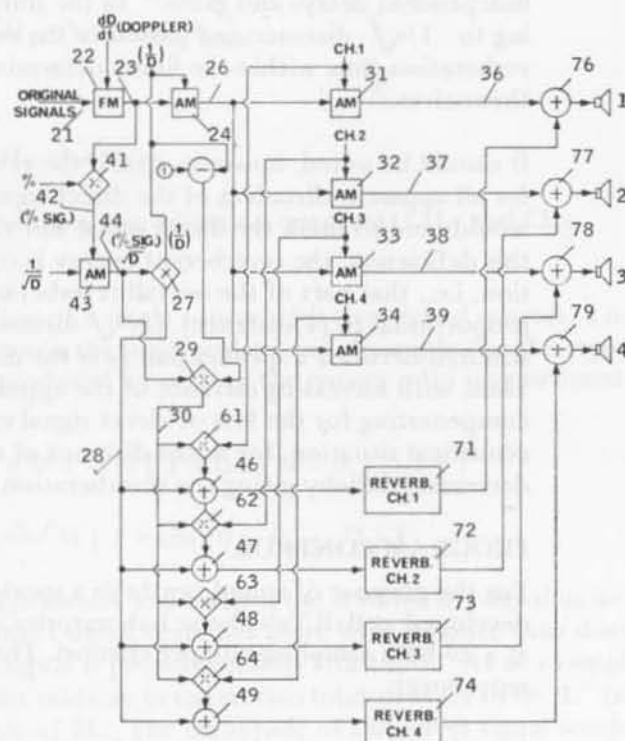 dD/dt (DOPPLER)
22
23
(1/D)
26
CH.1
31
36
76
ORIGINAL SIGNALS
FM
AM
AM
+
1
21
24
CH.2
77
41
1
−
32
37
AM
+
2
%
×
42
CH.3
78
(% SIG.)
44
(% SIG.)/√D
(1/D)
33
38
AM
+
3
1/√D
AM
×
CH.4
79
43
27
34
39
AM
+
4
29
×
30
61
71
28
×
46
REVERB. CH.1
+
62
72
×
47
REVERB. CH.2
+
63
73
×
48
REVERB. CH.3
+
64
74
×
49
REVERB. CH.4
+